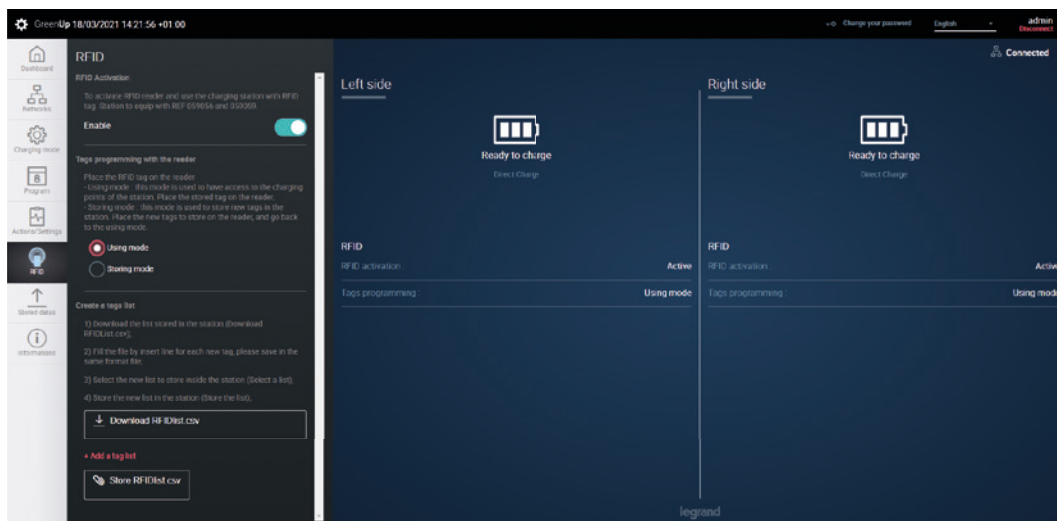 GreenUp 18/03/2021 14:21:56 +01:00
Change your password
English
admin
Disconnect
Dashboard
Networks
Charging mode
8
Program
Actions/Settings
RFID
Stored datas
Informations
RFID
RFID Activation
To activate RFID reader and use the charging station with RFID
tag. Station to equip with REF 059056 and 059059.
Enable
Tags programming with the reader
Place the RFID tag on the reader
- Using mode : this mode is used to have access to the charging
points of the station. Place the stored tag on the reader.
- Storing mode : this mode is used to store new tags in the
station. Place the new tags to store on the reader, and go back
to the using mode.
Using mode
Storing mode
Create a tags list
1) Download the list stored in the station (Download
RFIDList.csv);
2) Fill the file by insert line for each new tag, please save in the
same format file;
3) Select the new list to store inside the station (Select a list);
4) Store the new list in the station (Store the list);
Download RFIDlist.csv
+ Add a tag list
Store RFIDlist.csv
Connected
Left side
Ready to charge
Direct Charge
RFID
RFID activation :
Active
Tags programming :
Using mode
Right side
Ready to charge
Direct Charge
RFID
RFID activation :
Activ
Tags programming :
Using mod
legrand